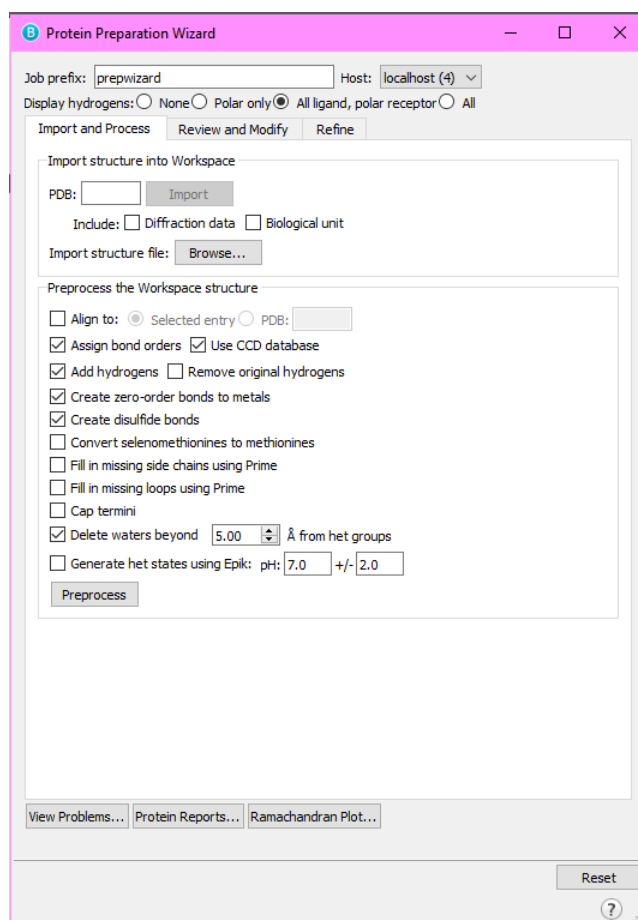 B Protein Preparation Wizard
Job prefix: prepwizard Host: localhost (4)
Display hydrogens: None Polar only All ligand, polar receptor All
Import and Process Review and Modify Refine
Import structure into Workspace
PDB: Import
Include: Diffraction data Biological unit
Import structure file: Browse...
Preprocess the Workspace structure
Align to: Selected entry PDB:
Assign bond orders Use CCD database
Add hydrogens Remove original hydrogens
Create zero-order bonds to metals
Create disulfide bonds
Convert selenomethionines to methionines
Fill in missing side chains using Prime
Fill in missing loops using Prime
Cap termini
Delete waters beyond 5.00 Å from het groups
Generate het states using Epik: pH: 7.0 +/- 2.0
Preprocess
View Problems... Protein Reports... Ramachandran Plot...
Reset
?